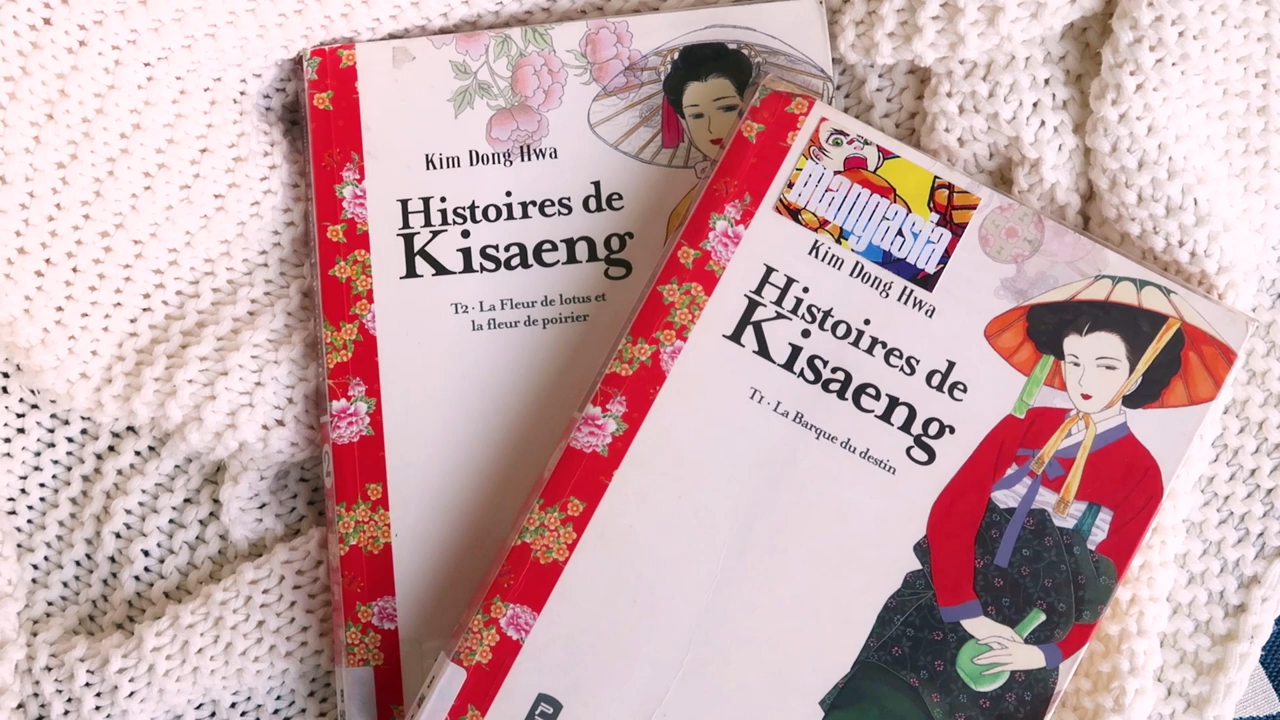 Kim Dong Hwa
Histoires de
Kisaeng
T2 · La Fleur de lotus et
la fleur de poirier
2
mangasia
Kim Dong Hwa
Histoires de
Kisaeng
T1 · La Barque du destin